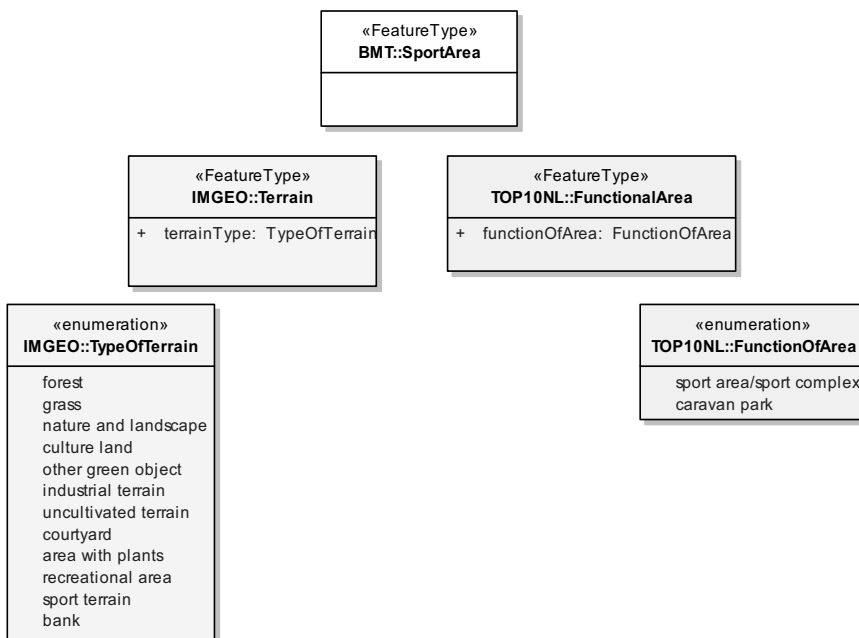 «FeatureType»
BMT::SportArea
«FeatureType»
IMGEO::Terrain
+ terrainType: TypeOfTerrain
«FeatureType»
TOP10NL::FunctionalArea
+ functionOfArea: FunctionOfArea
«enumeration»
IMGEO::TypeOfTerrain
forest
grass
nature and landscape
culture land
other green object
industrial terrain
uncultivated terrain
courtyard
area with plants
recreational area
sport terrain
bank
«enumeration»
TOP10NL::FunctionOfArea
sport area/sport complex
caravan park